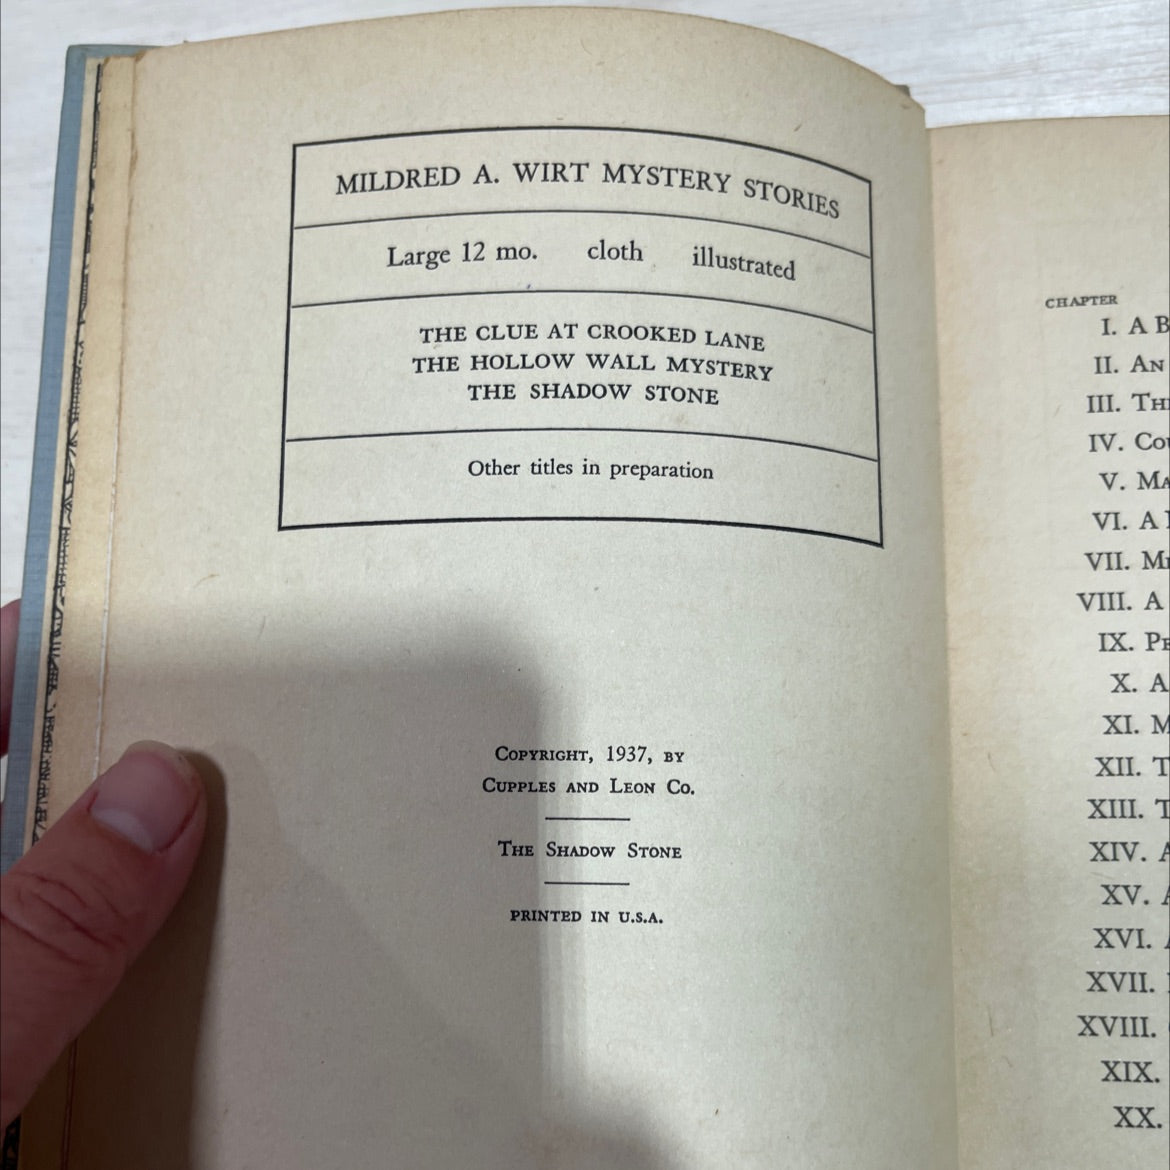 MILDRED A. WIRT MYSTERY STORIES
Large 12 mo. cloth illustrated
THE CLUE AT CROOKED LANE
THE HOLLOW WALL MYSTERY
THE SHADOW STONE
Other titles in preparation
COPYRIGHT, 1937, BY
CUPPLES AND LEON CO.
THE SHADOW STONE
PRINTED IN U.S.A.
CHAPTER
I. A
II. AN
III.
IV.
V.
VI. A
VII.
VIII. A
IX.
X. A
XI.
XII.
XIII.
XIV.
XV.
XVI.
XVII.
XVIII.
XIX.
XX.